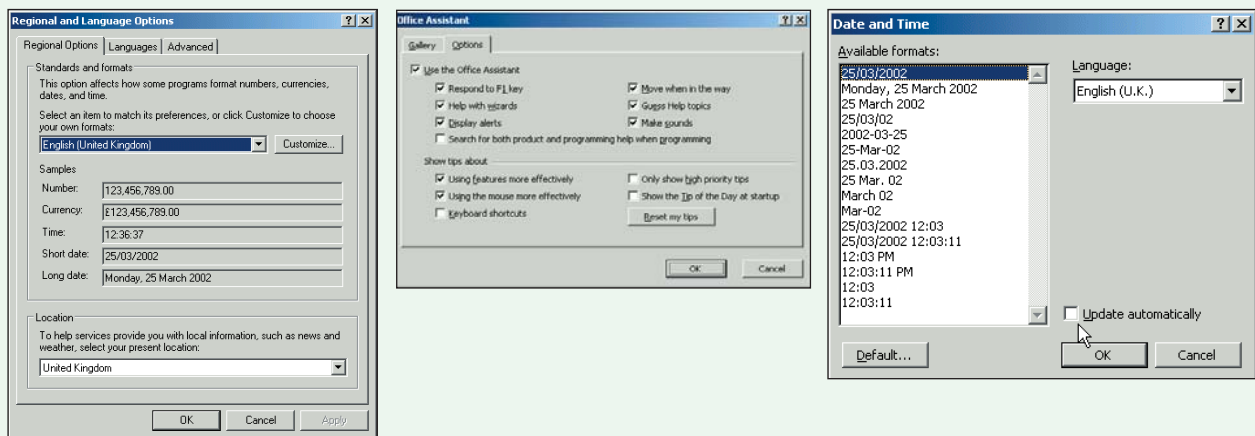 Regional and Language Options
Regional Options Languages Advanced
Standards and formats
This option affects how some programs format numbers, currencies,
dates, and time.
Select an item to match its preferences, or click Customize to choose
your own formats:
English (United Kingdom) Customize...
Samples
Number: 123,456,789.00
Currency: £123,456,789.00
Time: 12:36:37
Short date: 25/03/2002
Long date: Monday, 25 March 2002
Location
To help services provide you with local information, such as news and
weather, select your present location:
United Kingdom
OK Cancel Apply
Office Assistant
Gallery Options
Use the Office Assistant
Respond to F1 key Move when in the way
Help with wizards Guess Help topics
Display alerts Make sounds
Search for both product and programming help when programming
Show tips about
Using features more effectively Only show high priority tips
Using the mouse more effectively Show the Tip of the Day at startup
Keyboard shortcuts Reset my tips
OK Cancel
Date and Time
Available formats: Language:
25/03/2002 English (U.K.)
Monday, 25 March 2002
25 March 2002
25/03/02
2002-03-25
25-Mar-02
25.03.2002
25 Mar. 02
March 02
Mar-02
25/03/2002 12:03
25/03/2002 12:03:11
12:03 PM
12:03:11 PM
12:03
12:03:11
Update automatically
Default... OK Cancel